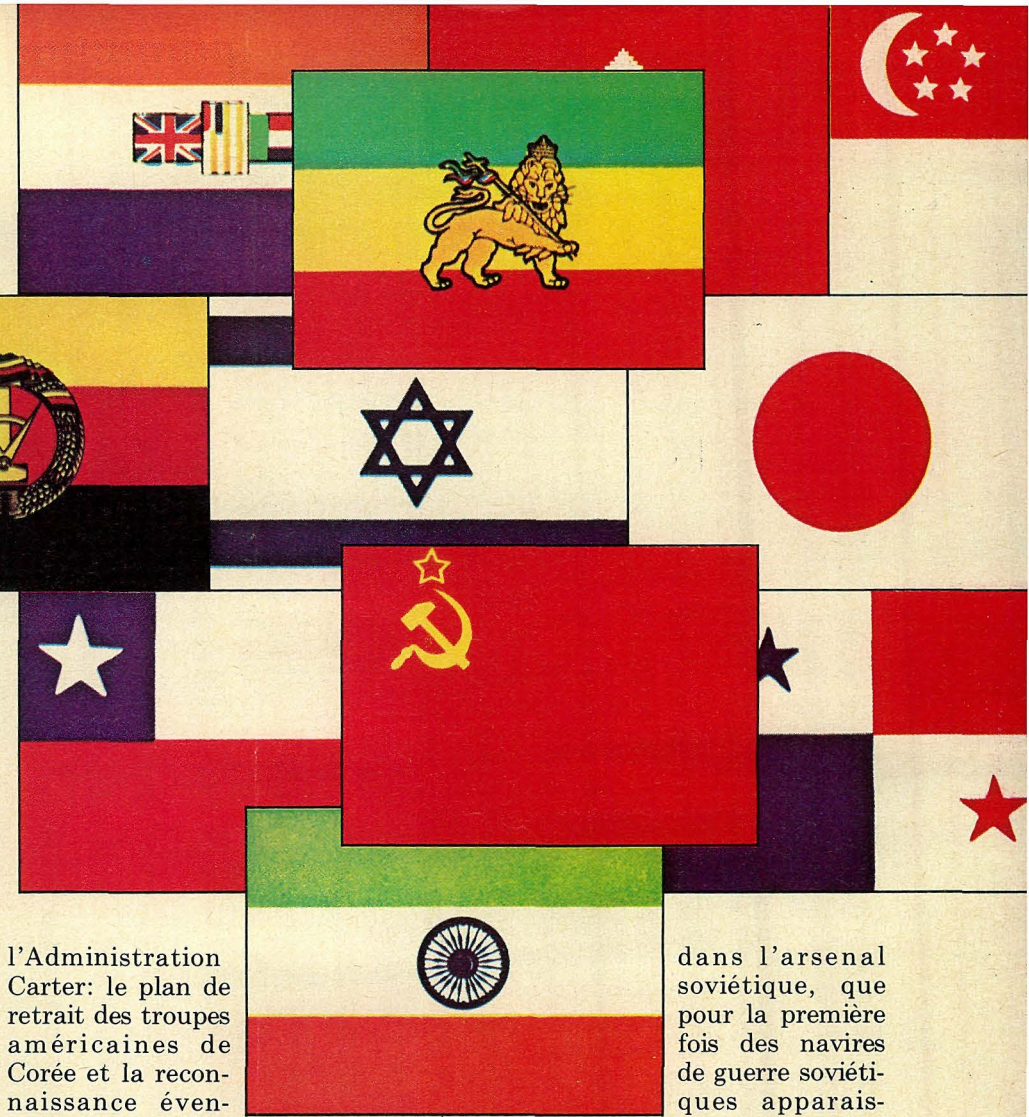 l'Administration
Carter: le plan de
retrait des troupes
américaines de
Corée et la recon-
naissance éven-
dans l'arsenal
soviétique, que
pour la première
fois des navires
de guerre soviéti-
ques apparais-